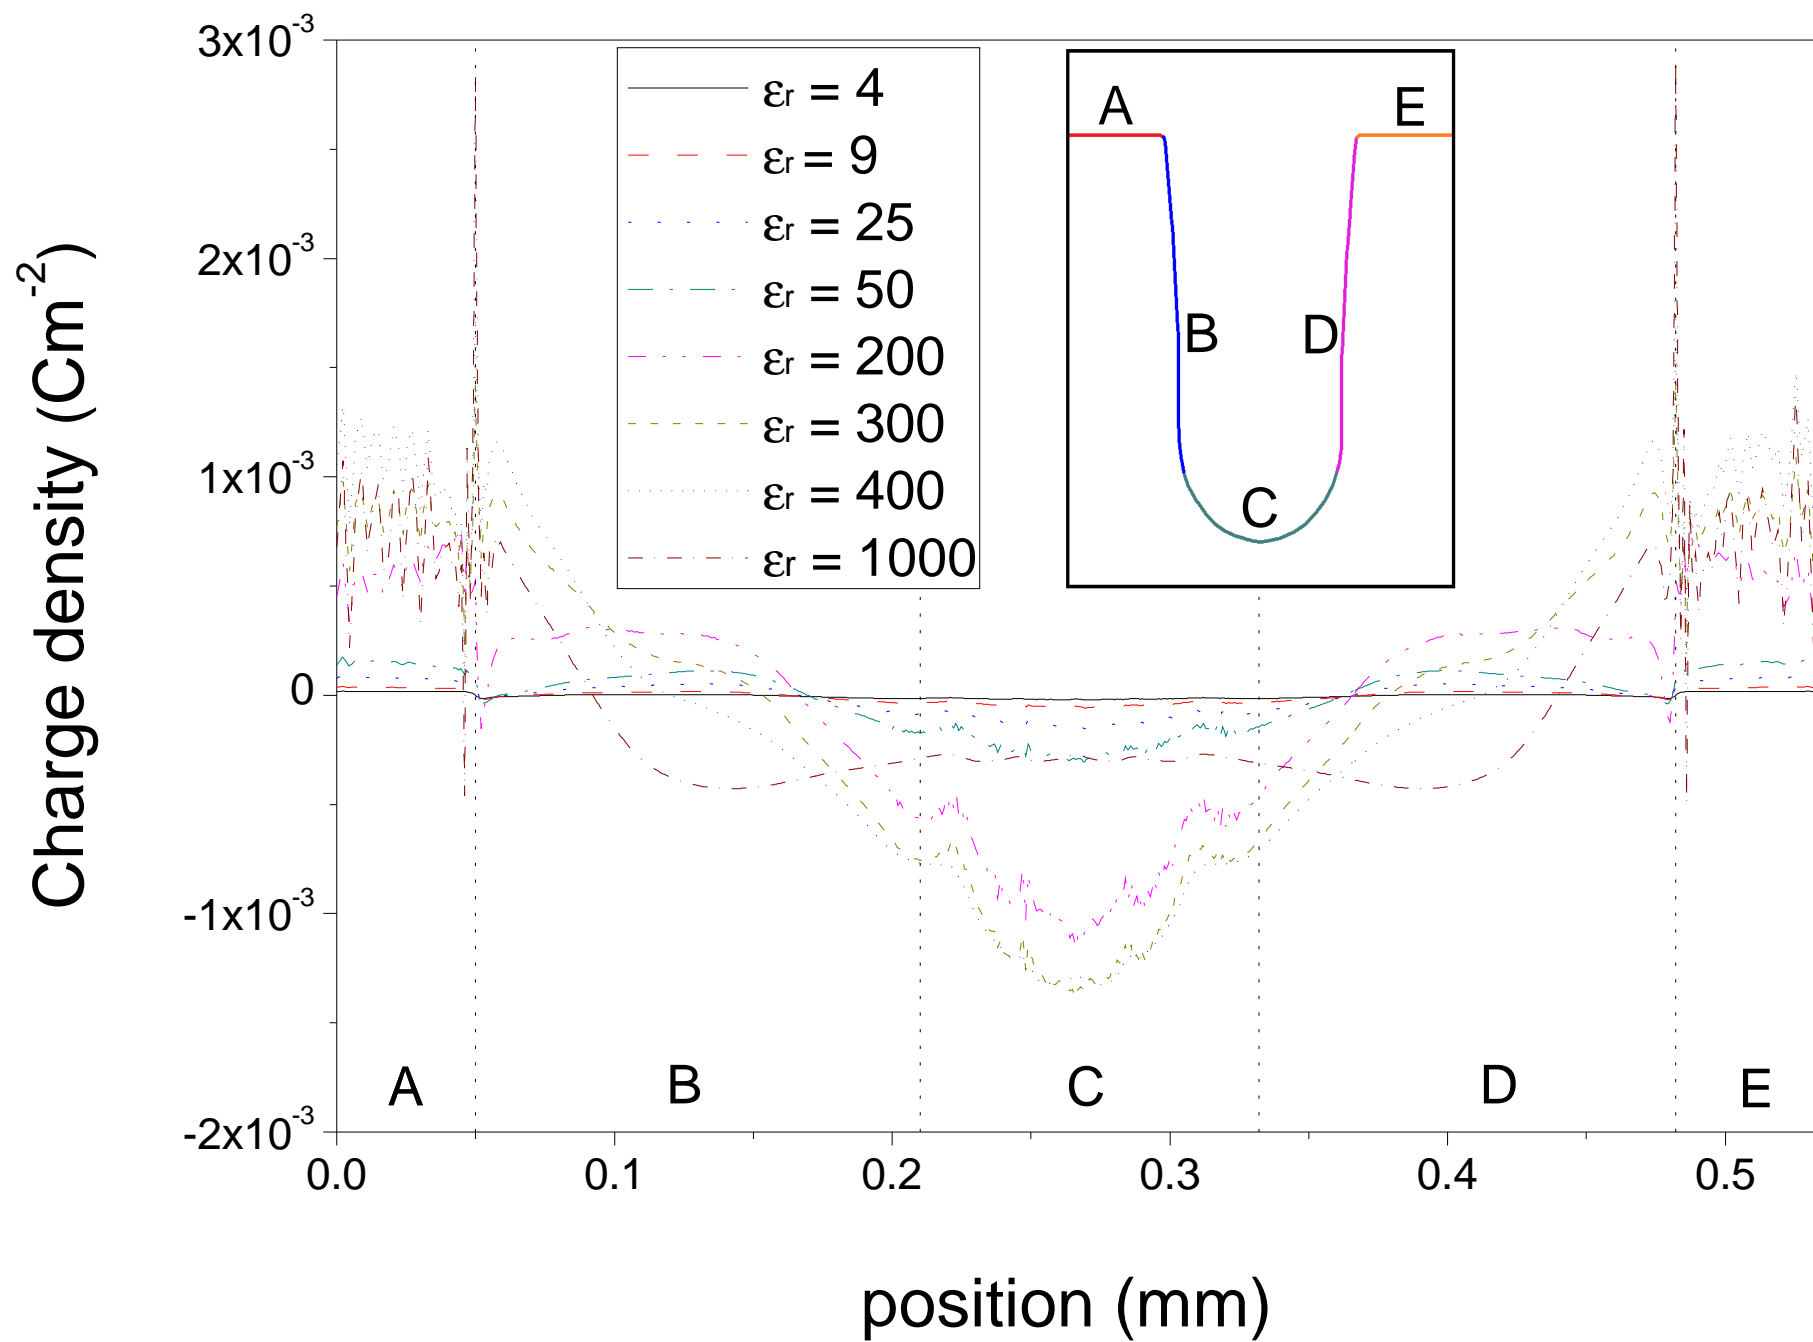 3x10⁻³
2x10⁻³
1x10⁻³
0
-1x10⁻³
-2x10⁻³
Charge density (Cm⁻²)
εr = 4
εr = 9
εr = 25
εr = 50
εr = 200
εr = 300
εr = 400
εr = 1000
A
E
B
D
C
A
B
C
D
E
0.0
0.1
0.2
0.3
0.4
0.5
position (mm)